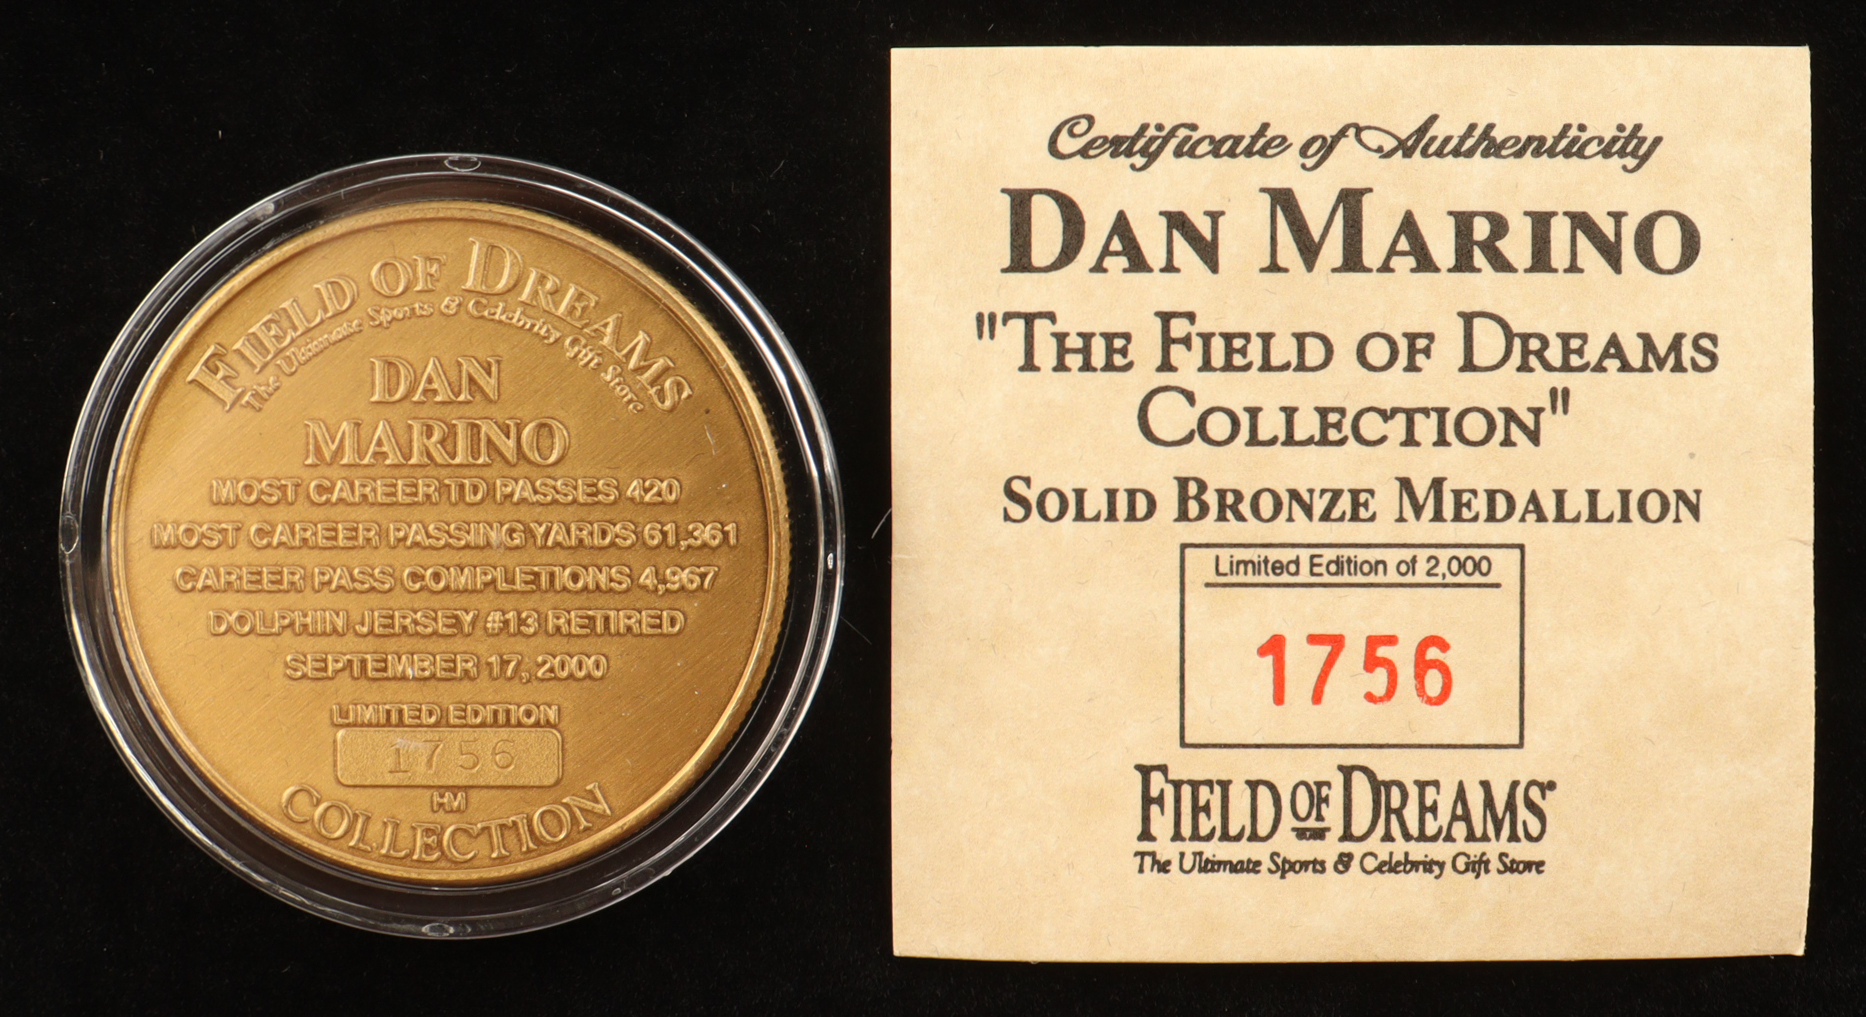 FIELD OF DREAMS
The Ultimate Sports & Celebrity Gift Store
DAN
MARINO
MOST CAREER TD PASSES 420
MOST CAREER PASSING YARDS 61,361
CAREER PASS COMPLETIONS 4,967
DOLPHIN JERSEY #13 RETIRED
SEPTEMBER 17, 2000
LIMITED EDITION
1756
HM
COLLECTION
Certificate of Authenticity
DAN MARINO
"THE FIELD OF DREAMS
COLLECTION"
SOLID BRONZE MEDALLION
Limited Edition of 2,000
1756
FIELD OF DREAMS
The Ultimate Sports & Celebrity Gift Store